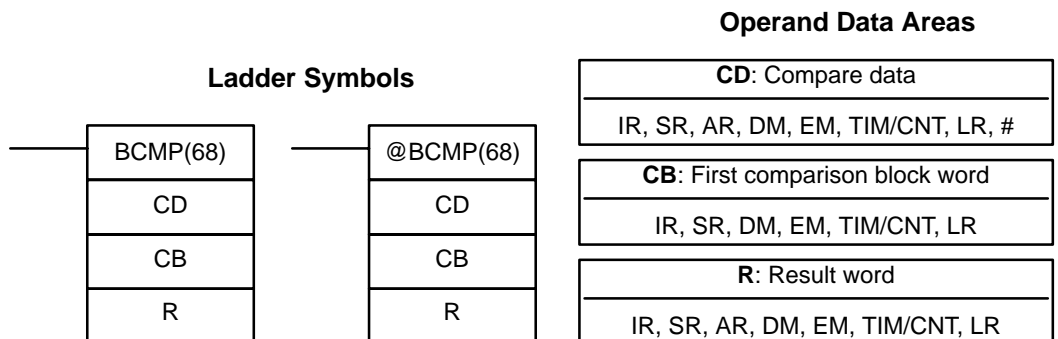 Operand Data Areas
Ladder Symbols
CD: Compare data
IR, SR, AR, DM, EM, TIM/CNT, LR, #
BCMP(68)
@BCMP(68)
CB: First comparison block word
CD
CD
IR, SR, DM, EM, TIM/CNT, LR
CB
CB
R: Result word
R
R
IR, SR, AR, DM, EM, TIM/CNT, LR